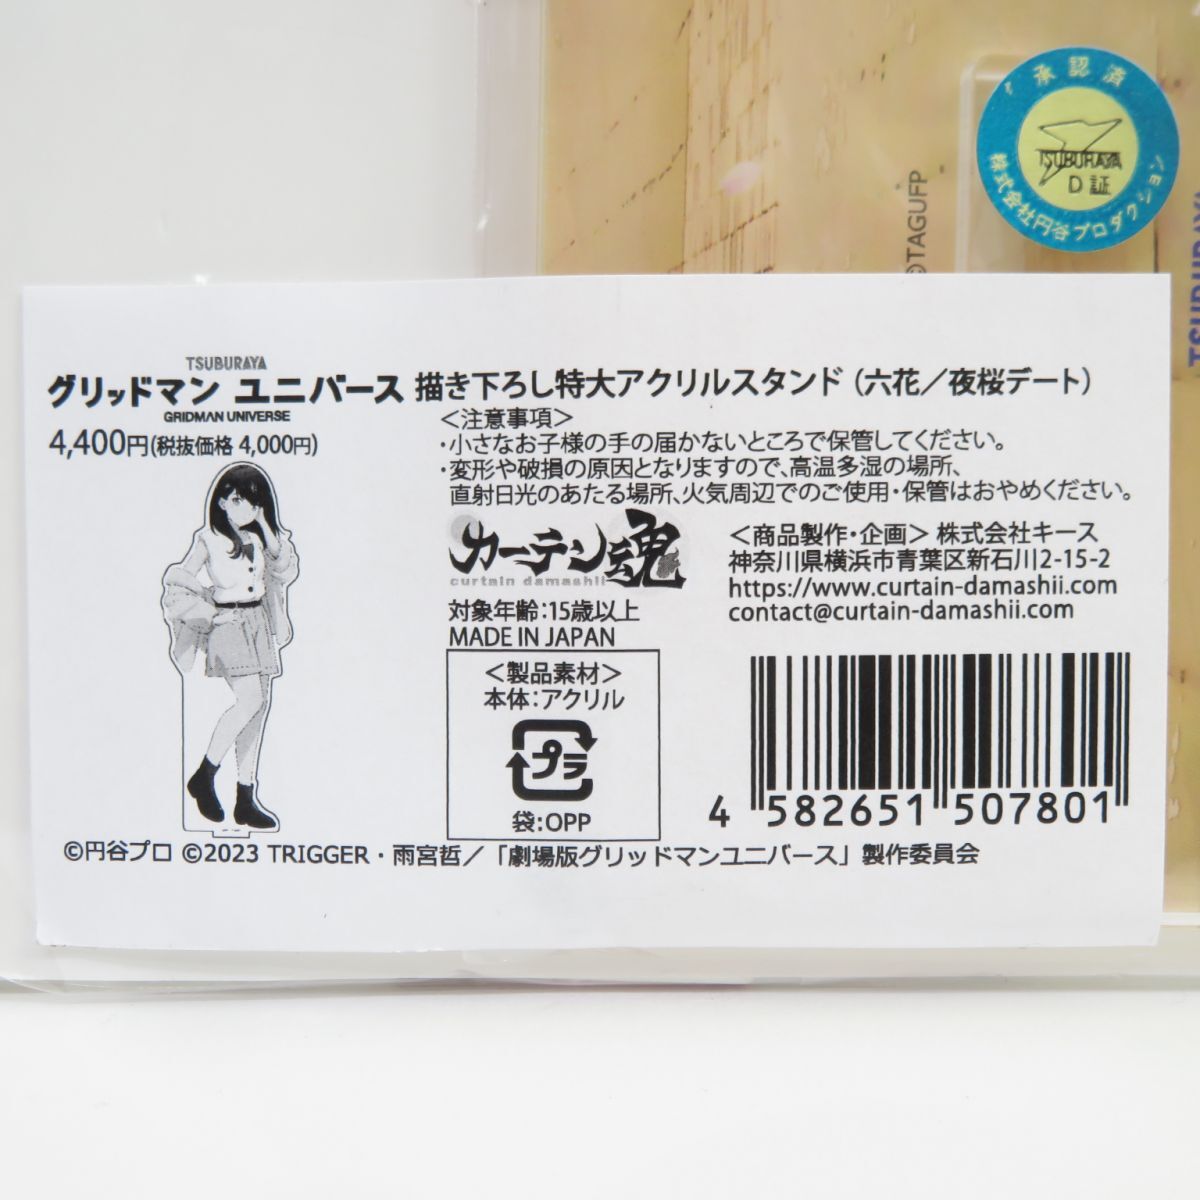 承認済
TSUBURAYA
D 証
株式会社円谷プロダクション
©TAGUFP
TSUBURAYA
TSUBURAYA
グリッドマン ユニバース 描き下ろし特大アクリルスタンド(六花/夜桜デート)
GRIDMAN UNIVERSE
4,400円(税抜価格 4,000円)
<注意事項>
・小さなお子様の手の届かないところで保管してください。
・変形や破損の原因となりますので、高温多湿の場所、
直射日光のあたる場所、火気周辺でのご使用・保管はおやめください。
カーテン魂
curtain damashii
対象年齢:15歳以上
MADE IN JAPAN
<商品製作・企画> 株式会社キース
神奈川県横浜市青葉区新石川2-15-2
https://www.curtain-damashii.com
contact@curtain-damashii.com
<製品素材>
本体:アクリル
プラ
袋:OPP
4 582651 507801
©円谷プロ ©2023 TRIGGER・雨宮哲/「劇場版グリッドマンユニバース」製作委員会